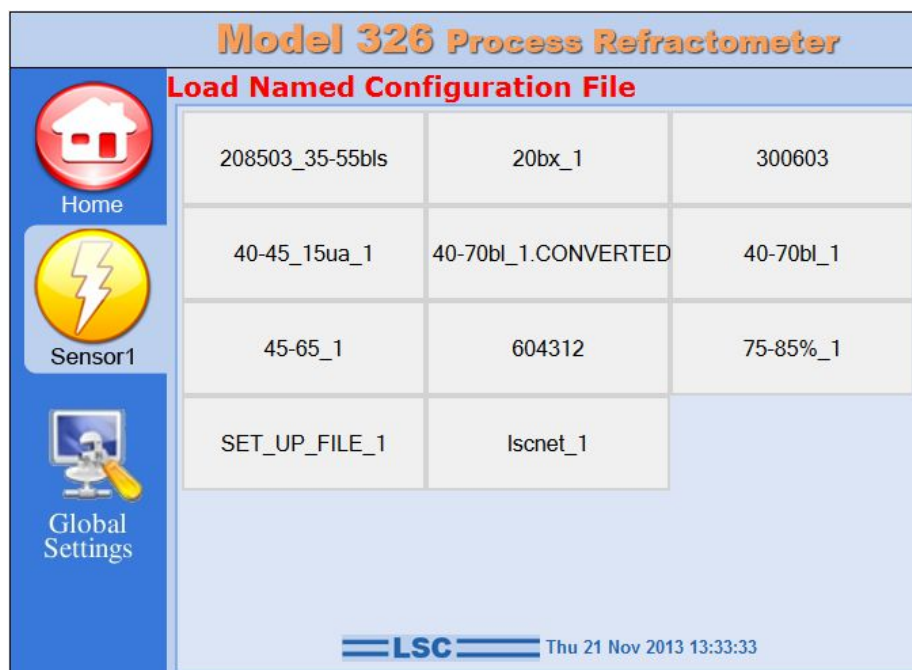 Model 326 Process Refractometer
Load Named Configuration File
208503_35-55bls
20bx_1
300603
40-45_15ua_1
40-70bl_1.CONVERTED
40-70bl_1
45-65_1
604312
75-85%_1
SET_UP_FILE_1
lscnet_1
Home
Sensor1
Global
Settings
LSC
Thu 21 Nov 2013 13:33:33